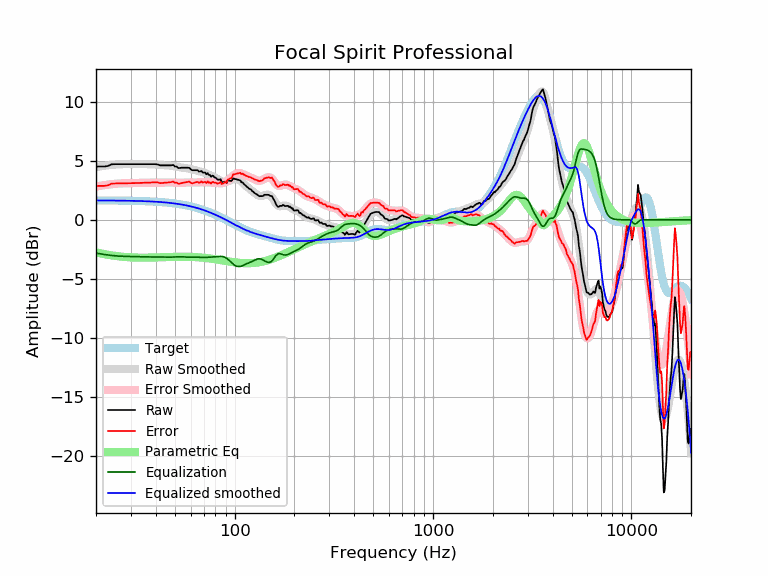 Focal Spirit Professional
Amplitude (dBr)
10
5
0
−5
−10
−15
−20
Target
Raw Smoothed
Error Smoothed
Raw
Error
Parametric Eq
Equalization
Equalized smoothed
100
1000
10000
Frequency (Hz)